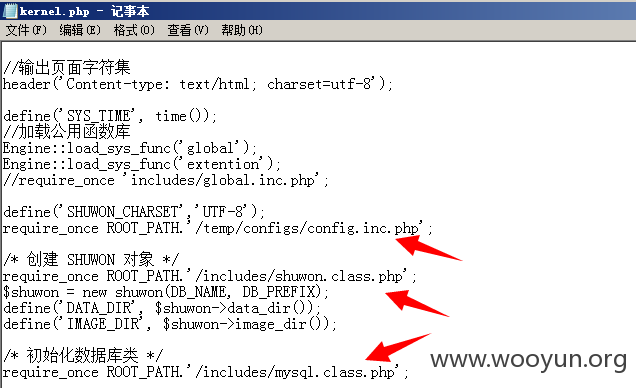 kernel.php - 记事本
文件(F) 编辑(E) 格式(O) 查看(V) 帮助(H)
//输出页面字符集
header('Content-type: text/html; charset=utf-8');
define('SYS_TIME', time());
//加载公用函数库
Engine::load_sys_func('global');
Engine::load_sys_func('extention');
//require_once 'includes/global.inc.php';
define('SHUWON_CHARSET','UTF-8');
require_once ROOT_PATH.'/temp/configs/config.inc.php';
/* 创建 SHUWON 对象 */
require_once ROOT_PATH.'/includes/shuwon.class.php';
$shuwon = new shuwon(DB_NAME, DB_PREFIX);
define('DATA_DIR', $shuwon->data_dir());
define('IMAGE_DIR', $shuwon->image_dir());
/* 初始化数据库类 */
require_once ROOT_PATH.'/includes/mysql.class.php';
www.wooyun.org